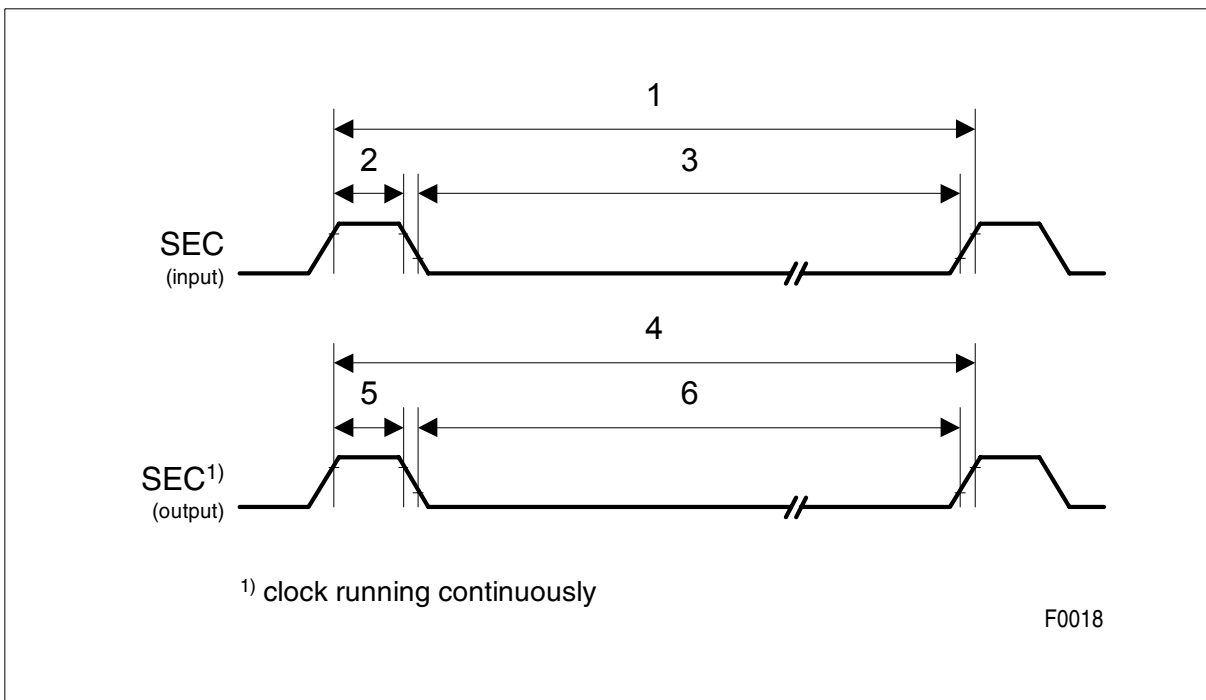 1
2 3
SEC
(input)
4
5 6
SEC¹⁾
(output)
¹⁾ clock running continuously
F0018